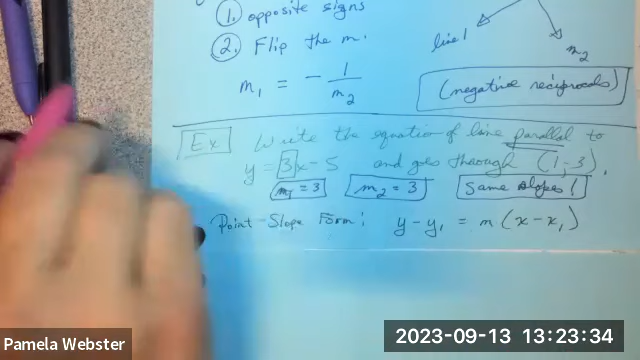 1. opposite signs
2. Flip the m.
line 1
m₂
m₁ = - 1/m₂
(negative reciprocals)
Ex Write the equation of line parallel to
y = 3x - 5 and goes through (1, -3).
m₁ = 3 m₂ = 3 Same slopes!
Point-Slope Form: y - y₁ = m(x - x₁)
Pamela Webster
2023-09-13 13:23:34